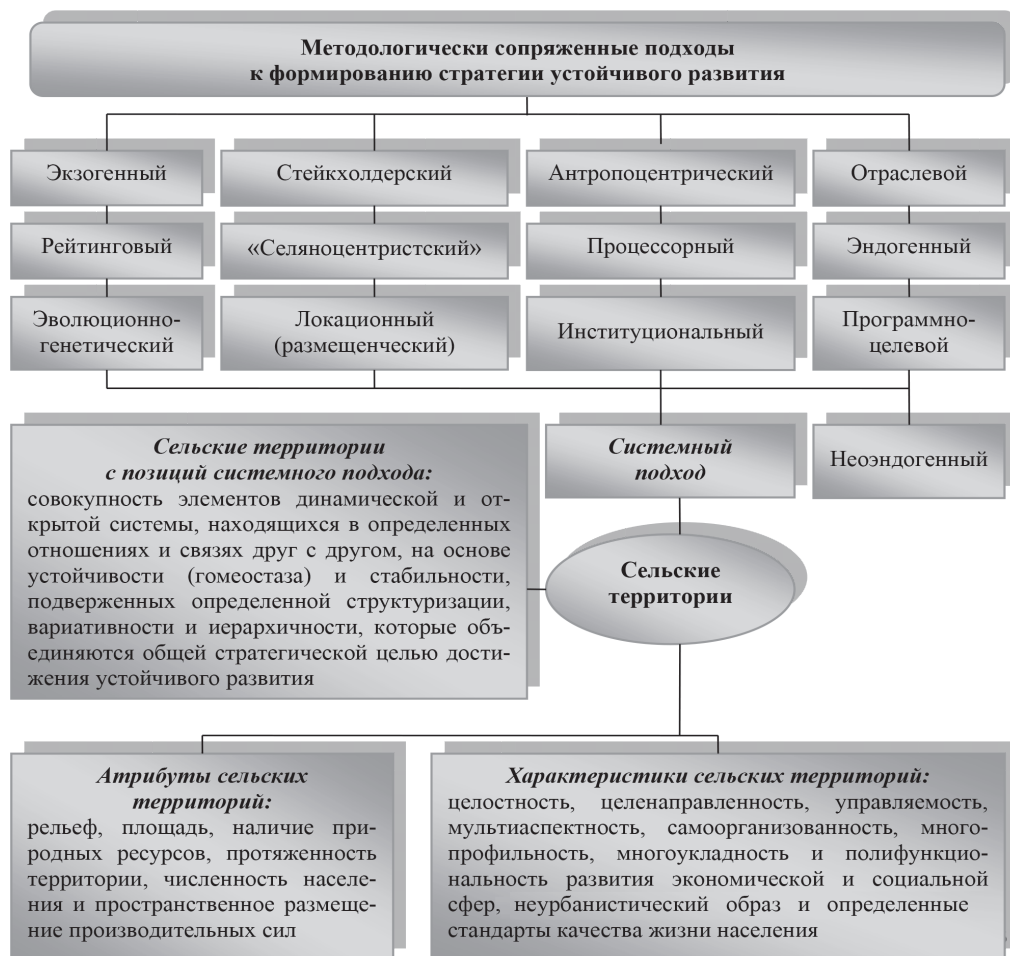 Методологически сопряженные подходы
к формированию стратегии устойчивого развития
Экзогенный
Стейкхолдерский
Антропоцентрический
Отраслевой
Рейтинговый
«Селяноцентристский»
Процессорный
Эндогенный
Эволюционно-
генетический
Локационный
(размещенческий)
Институциональный
Программно-
целевой
Сельские территории
с позиций системного подхода:
совокупность элементов динамической и от-
крытой системы, находящихся в определенных
отношениях и связях друг с другом, на основе
устойчивости (гомеостаза) и стабильности,
подверженных определенной структуризации,
вариативности и иерархичности, которые объ-
единяются общей стратегической целью дости-
жения устойчивого развития
Системный
подход
Неоэндогенный
Сельские
территории
Атрибуты сельских
территорий:
рельеф, площадь, наличие при-
родных ресурсов, протяженность
территории, численность населе-
ния и пространственное размеще-
ние производительных сил
Характеристики сельских территорий:
целостность, целенаправленность, управляемость,
мультиаспектность, самоорганизованность, много-
профильность, многоукладность и полифункцио-
нальность развития экономической и социальной
сфер, неурбанистический образ и определенные
стандарты качества жизни населения